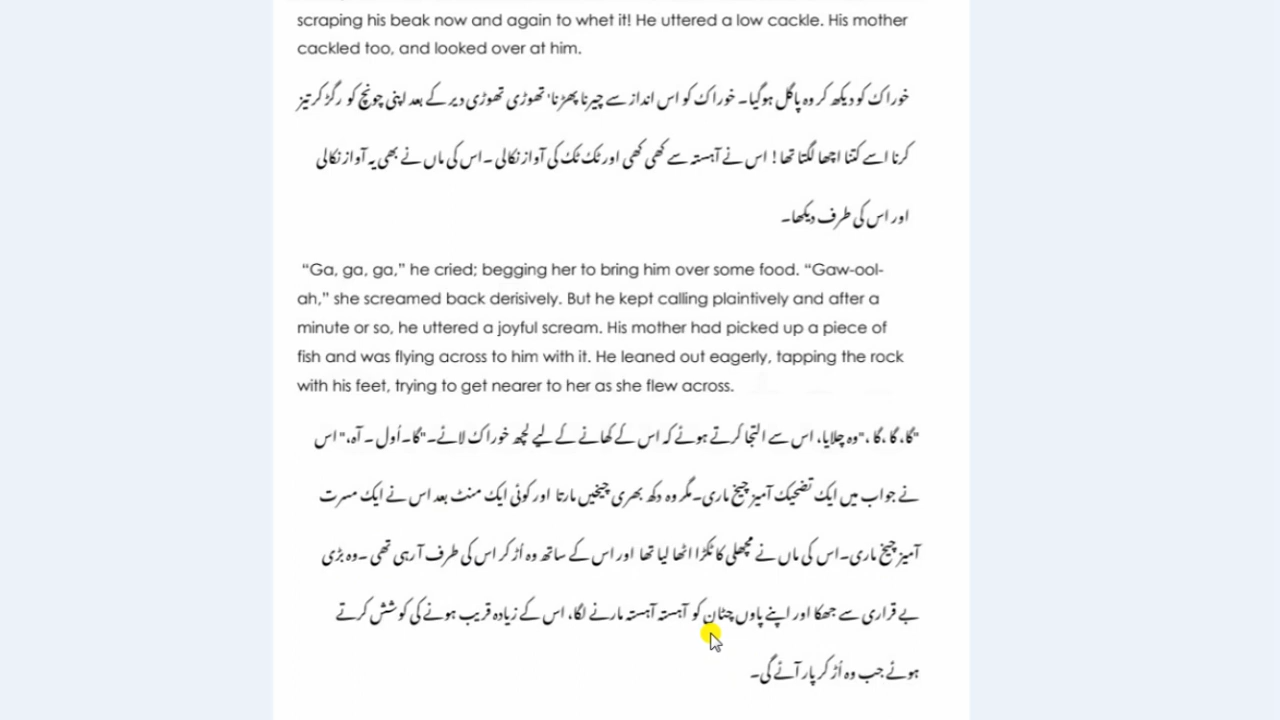 scraping his beak now and again to whet it! He uttered a low cackle. His mother
cackled too, and looked over at him.
خوراک کو دیکھ کر وہ پاگل ہوگیا۔ خوراک کو اس انداز سے چیرنا پھڑنا' تھوڑی تھوڑی دیر کے بعد اپنی چونچ کو رگڑ کر تیز
کرنا اسے کتنا اچھا لگتا تھا! اس نے آہستہ سے کھی کھی اور ٹک ٹک کی آواز نکالی ۔اس کی ماں نے بھی یہ آواز نکالی
اور اس کی طرف دیکھا۔
“Ga, ga, ga,” he cried; begging her to bring him over some food. “Gaw-ool-
ah,” she screamed back derisively. But he kept calling plaintively and after a
minute or so, he uttered a joyful scream. His mother had picked up a piece of
fish and was flying across to him with it. He leaned out eagerly, tapping the rock
with his feet, trying to get nearer to her as she flew across.
"گا، گا ،گا ،"وہ چلایا، اس سے التجا کرتے ہوئے کہ اس کے کھانے کے لیے کچھ خوراک لائے۔"گا۔اُول ۔ آہ،" اس
نے جواب میں ایک تضحیک آمیز چیخ ماری۔مگر وہ دکھ بھری چیخیں مارتا اور کوئی ایک منٹ بعد اس نے ایک مسرت
آمیز چیخ ماری۔اس کی ماں نے مچھلی کا ٹکڑا اٹھا لیا تھا اور اس کے ساتھ وہ اُڑ کر اس کی طرف آرہی تھی ۔وہ بڑی
بے قراری سے جھکا اور اپنے پاوں چٹان کو آہستہ آہستہ مارنے لگا، اس کے زیادہ قریب ہونے کی کوشش کرتے
ہوئے جب وہ اُڑ کر پار آئے گی۔